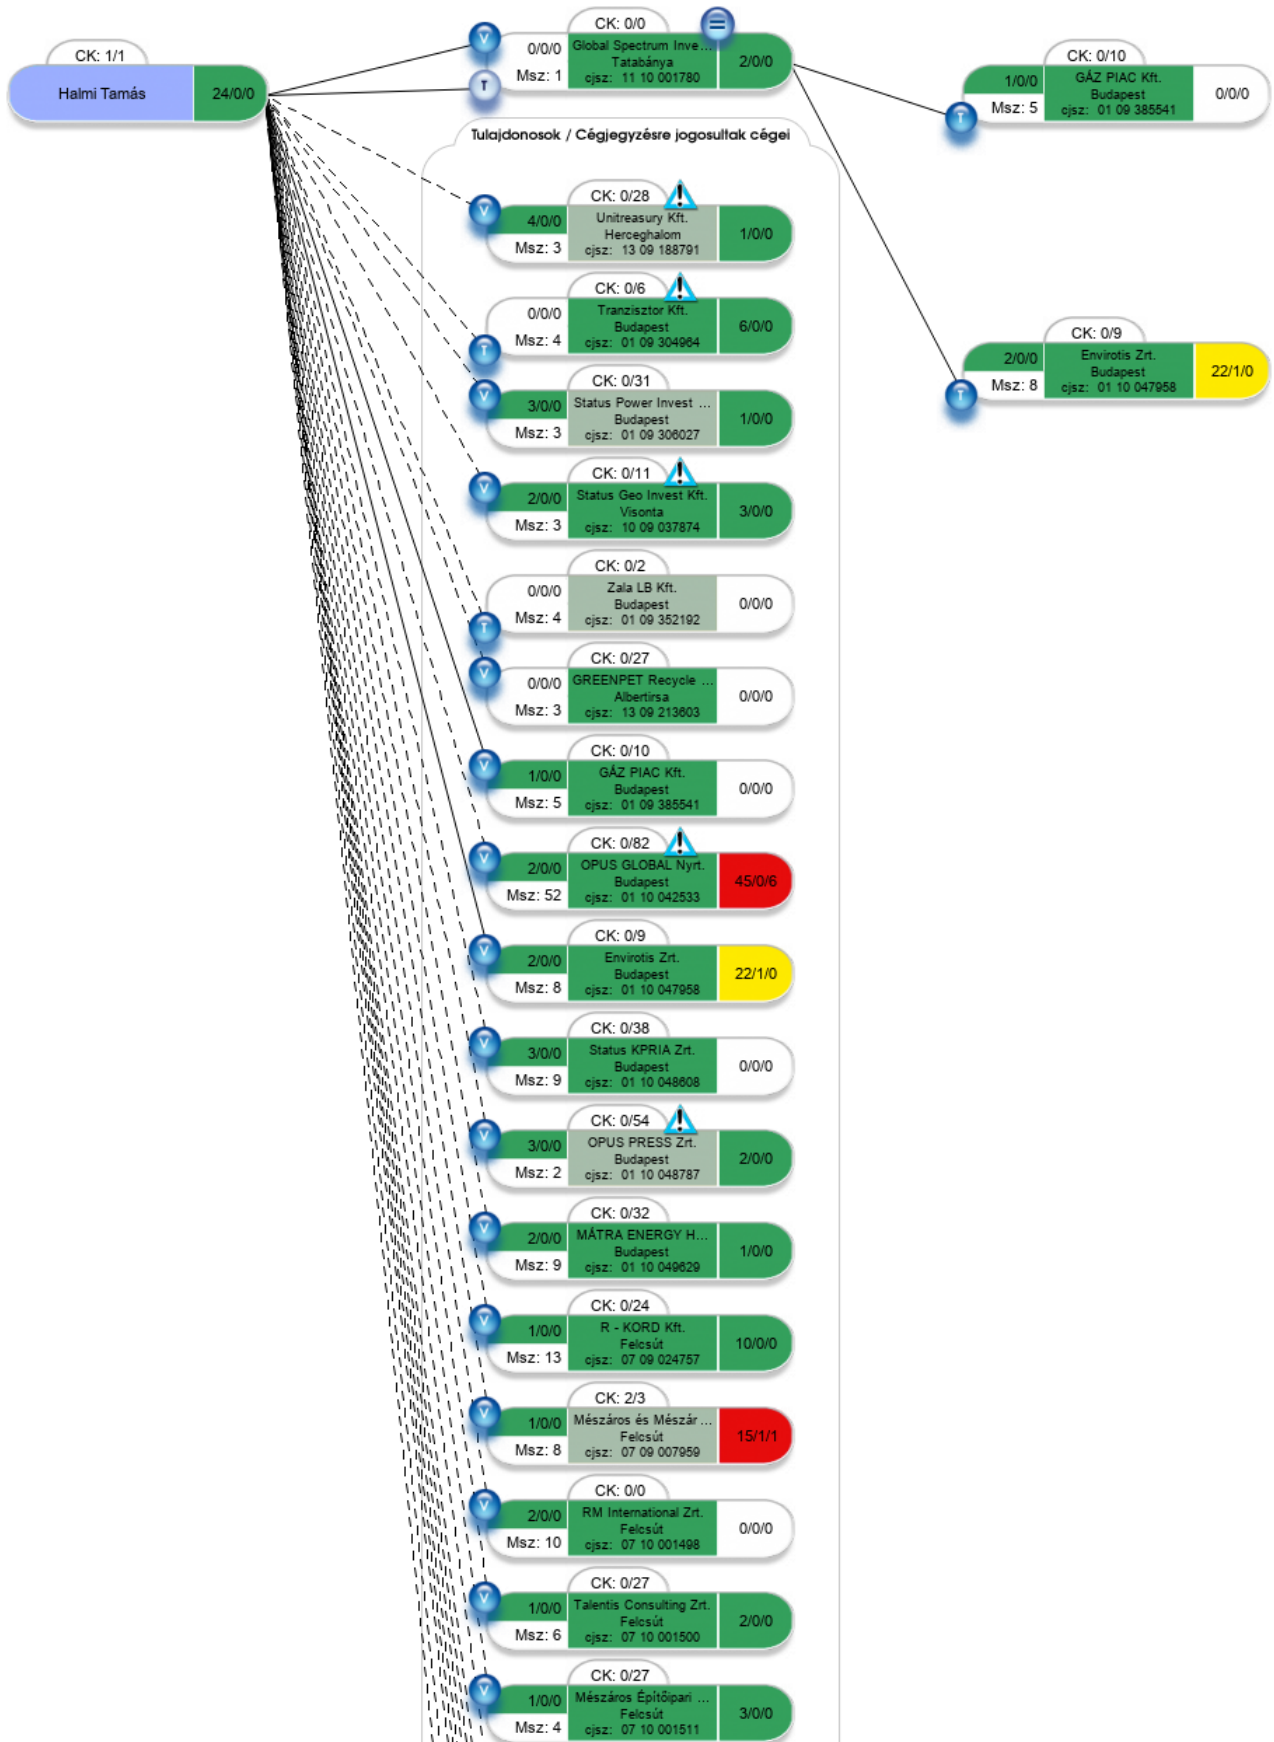 CK: 1/1
Halmi Tamás
24/0/0
CK: 0/0
V
0/0/0
Global Spectrum Inve...
Tatabánya
2/0/0
T
Msz: 1
cjsz: 11 10 001780
CK: 0/10
1/0/0
GÁZ PIAC Kft.
Budapest
0/0/0
Msz: 5
cjsz: 01 09 385541
T
CK: 0/9
2/0/0
Envirotis Zrt.
Budapest
22/1/0
Msz: 8
cjsz: 01 10 047958
T
Tulajdonosok / Cégjegyzésre jogosultak cégei
CK: 0/28
V
4/0/0
Unitreasury Kft.
Herceghalom
1/0/0
Msz: 3
cjsz: 13 09 188791
CK: 0/6
0/0/0
Tranzisztor Kft.
Budapest
6/0/0
Msz: 4
cjsz: 01 09 304964
T
CK: 0/31
V
3/0/0
Status Power Invest ...
Budapest
1/0/0
Msz: 3
cjsz: 01 09 306027
CK: 0/11
V
2/0/0
Status Geo Invest Kft.
Visonta
3/0/0
Msz: 3
cjsz: 10 09 037874
CK: 0/2
0/0/0
Zala LB Kft.
Budapest
0/0/0
Msz: 4
cjsz: 01 09 352192
T
CK: 0/27
V
0/0/0
GREENPET Recycle ...
Albertirsa
0/0/0
Msz: 3
cjsz: 13 09 213603
CK: 0/10
V
1/0/0
GÁZ PIAC Kft.
Budapest
0/0/0
Msz: 5
cjsz: 01 09 385541
CK: 0/82
V
2/0/0
OPUS GLOBAL Nyrt.
Budapest
45/0/6
Msz: 52
cjsz: 01 10 042533
CK: 0/9
V
2/0/0
Envirotis Zrt.
Budapest
22/1/0
Msz: 8
cjsz: 01 10 047958
CK: 0/38
V
3/0/0
Status KPRIA Zrt.
Budapest
0/0/0
Msz: 9
cjsz: 01 10 048608
CK: 0/54
V
3/0/0
OPUS PRESS Zrt.
Budapest
2/0/0
Msz: 2
cjsz: 01 10 048787
CK: 0/32
V
2/0/0
MÁTRA ENERGY H...
Budapest
1/0/0
Msz: 9
cjsz: 01 10 049629
CK: 0/24
V
1/0/0
R - KORD Kft.
Felcsút
10/0/0
Msz: 13
cjsz: 07 09 024757
CK: 2/3
V
1/0/0
Mészáros és Mészár...
Felcsút
15/1/1
Msz: 8
cjsz: 07 09 007959
CK: 0/0
V
2/0/0
RM International Zrt.
Felcsút
0/0/0
Msz: 10
cjsz: 07 10 001498
CK: 0/27
V
1/0/0
Talentis Consulting Zrt.
Felcsút
2/0/0
Msz: 6
cjsz: 07 10 001500
CK: 0/27
V
1/0/0
Mészáros Építőipari ...
Felcsút
3/0/0
Msz: 4
cjsz: 07 10 001511